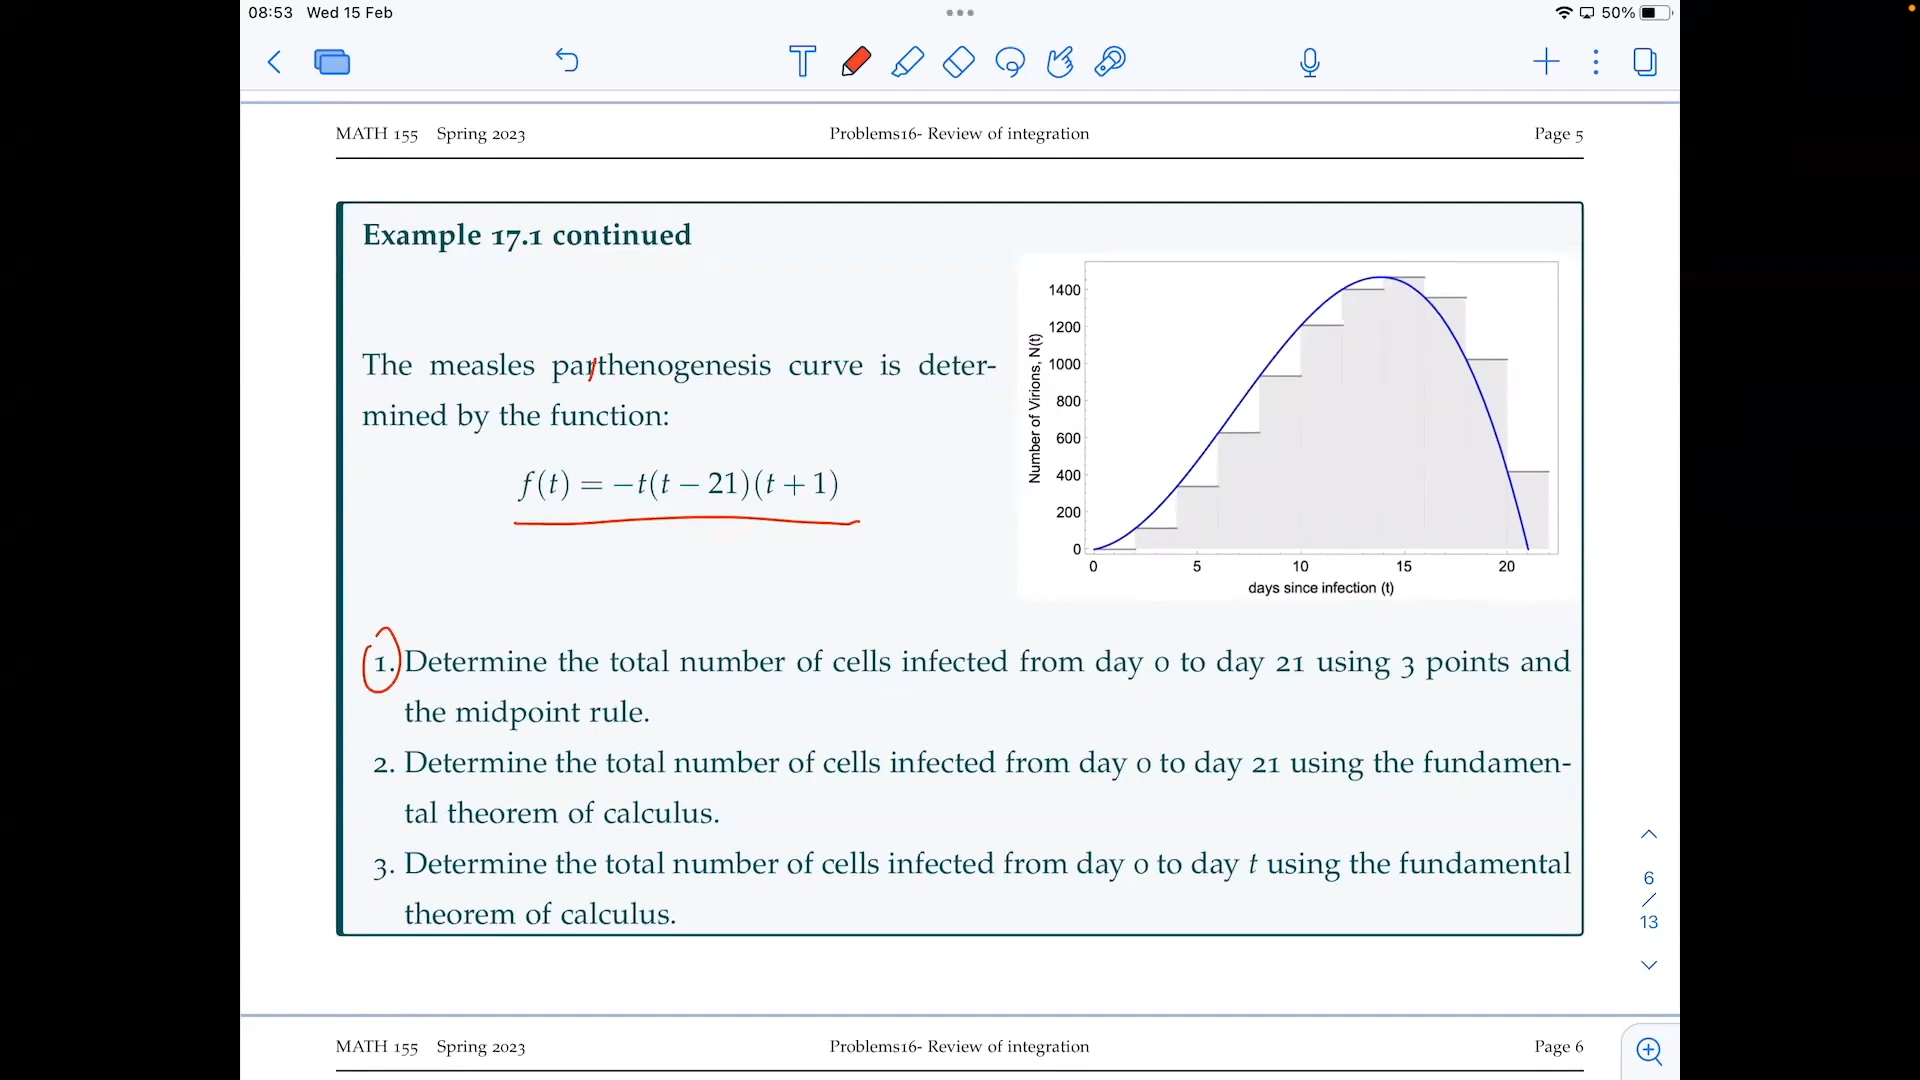 08:53 Wed 15 Feb
50%
MATH 155 Spring 2023 Problems16- Review of integration Page 5
Example 17.1 continued
The measles parthenogenesis curve is deter-
mined by the function:
f(t) = −t(t − 21)(t + 1)
Number of Virions, N(t)
1400
1200
1000
800
600
400
200
0
0 5 10 15 20
days since infection (t)
1. Determine the total number of cells infected from day 0 to day 21 using 3 points and
the midpoint rule.
2. Determine the total number of cells infected from day 0 to day 21 using the fundamen-
tal theorem of calculus.
3. Determine the total number of cells infected from day 0 to day t using the fundamental
theorem of calculus.
6
/
13
MATH 155 Spring 2023 Problems16- Review of integration Page 6